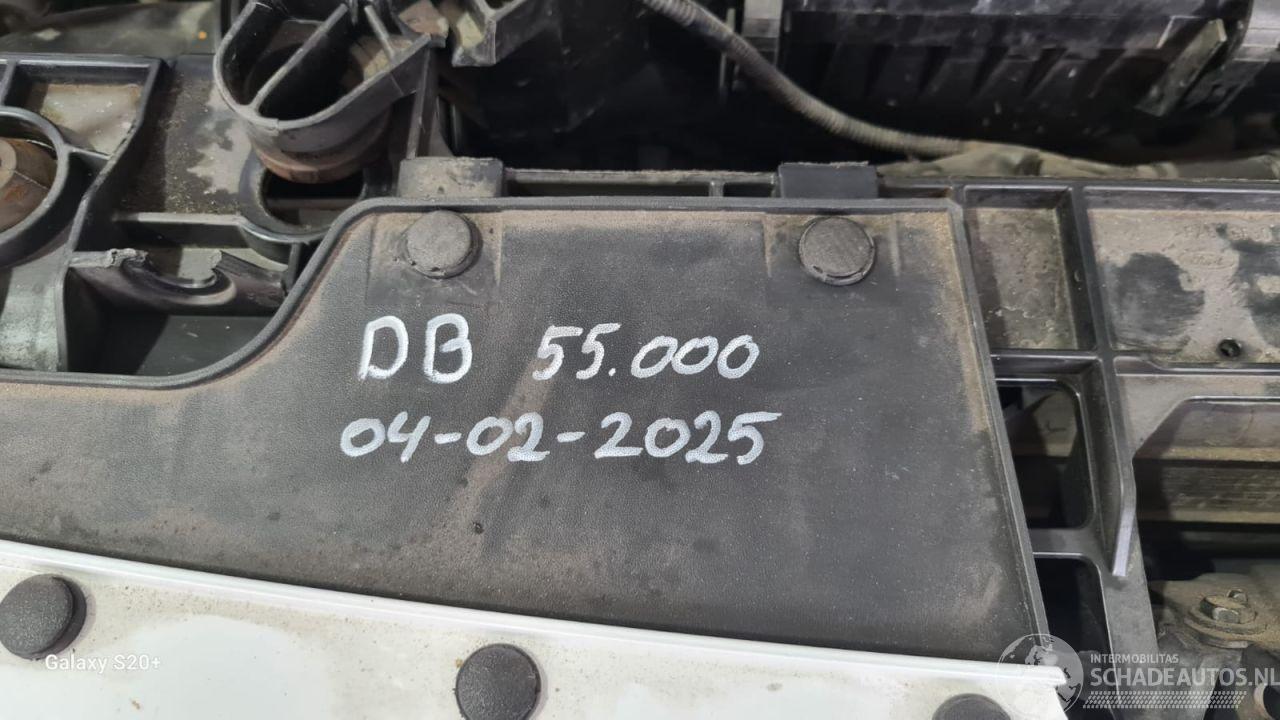 DB 55.000
04-02-2025
Galaxy S20+
INTERMOBILITAS
SCHADEAUTOS.NL